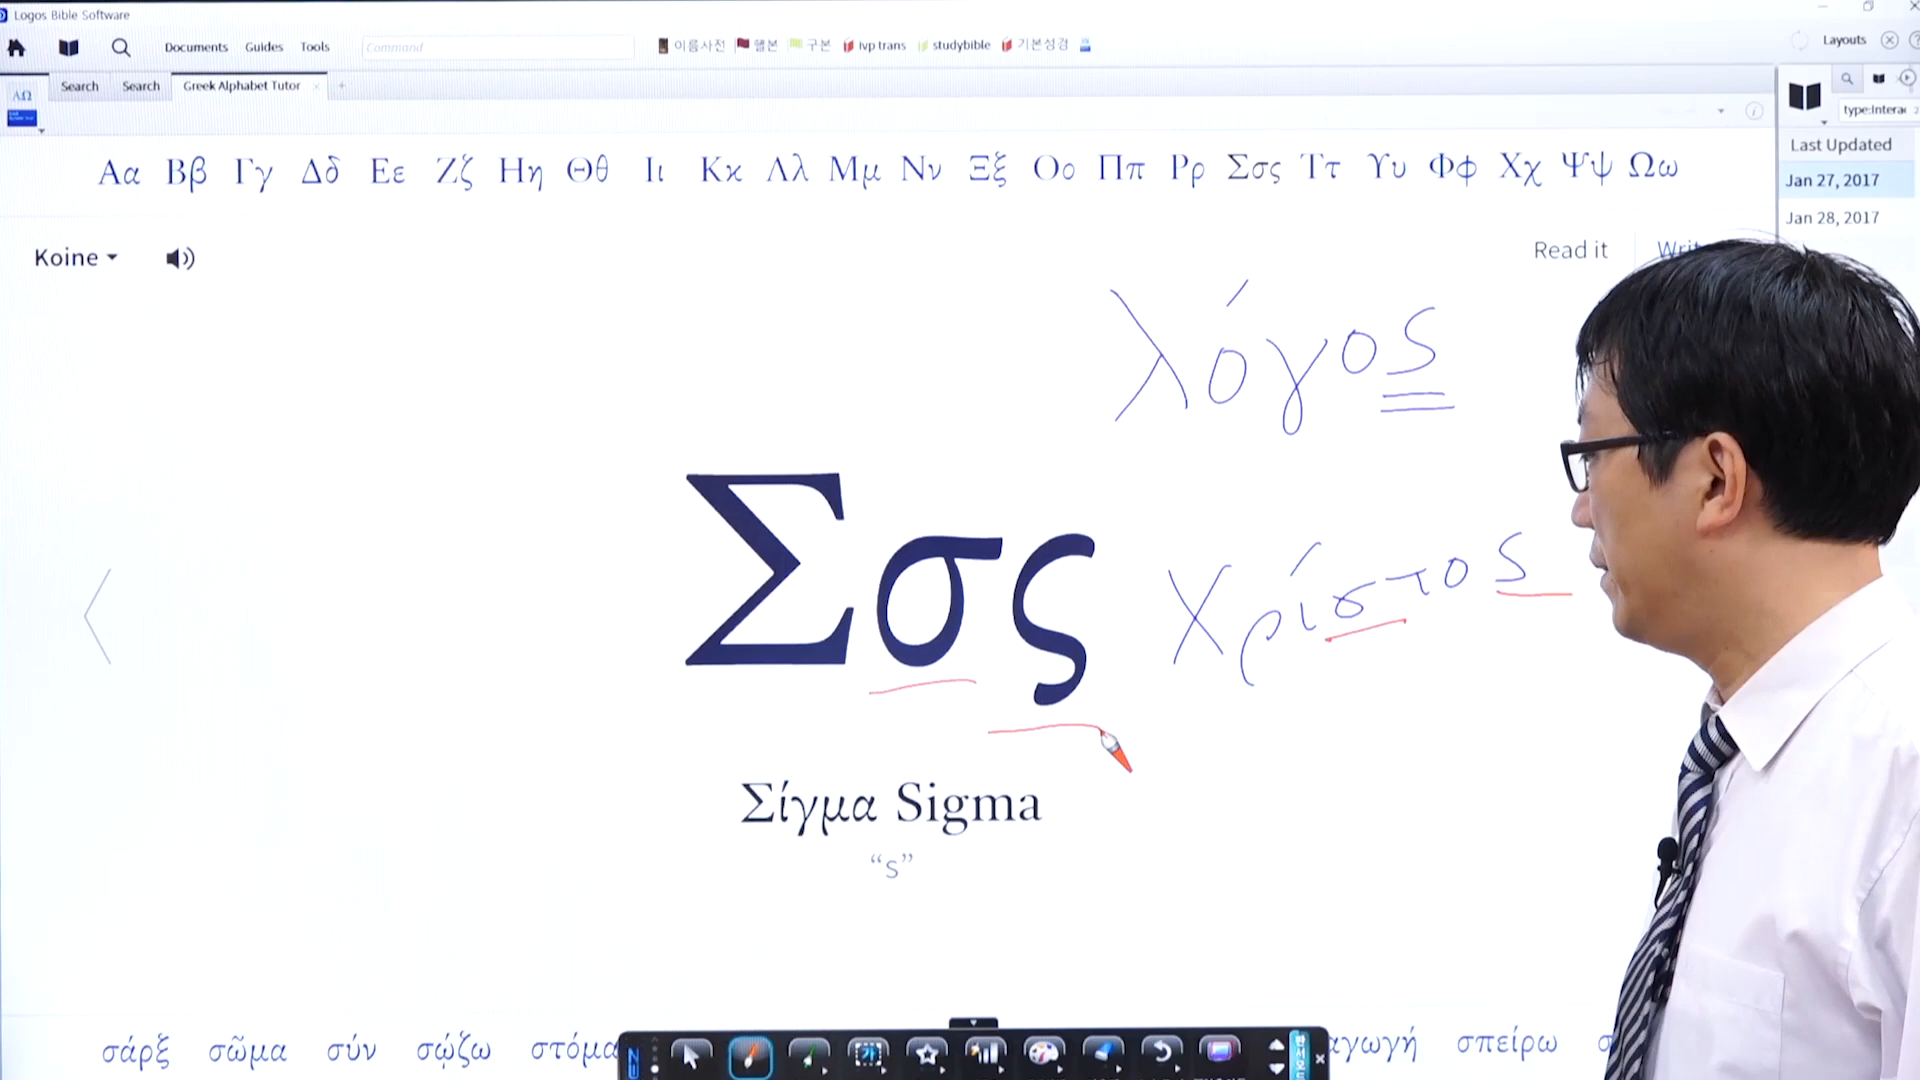 Logos Bible Software
Documents Guides Tools Command 이름사전 헬본 구본 ivp trans studybible 기본성경 Layouts
Search Search Greek Alphabet Tutor
type:Intera
Last Updated
Jan 27, 2017
Jan 28, 2017
Αα Ββ Γγ Δδ Εε Ζζ Ηη Θθ Ιι Κκ Λλ Μμ Νν Ξξ Οο Ππ Ρρ Σσς Ττ Υυ Φφ Χχ Ψψ Ωω
Koine Read it
λόγος
Σσς
Χρίστος
Σίγμα Sigma
“s”
σάρξ σῶμα σύν σῴζω στόμα αγωγή σπείρω